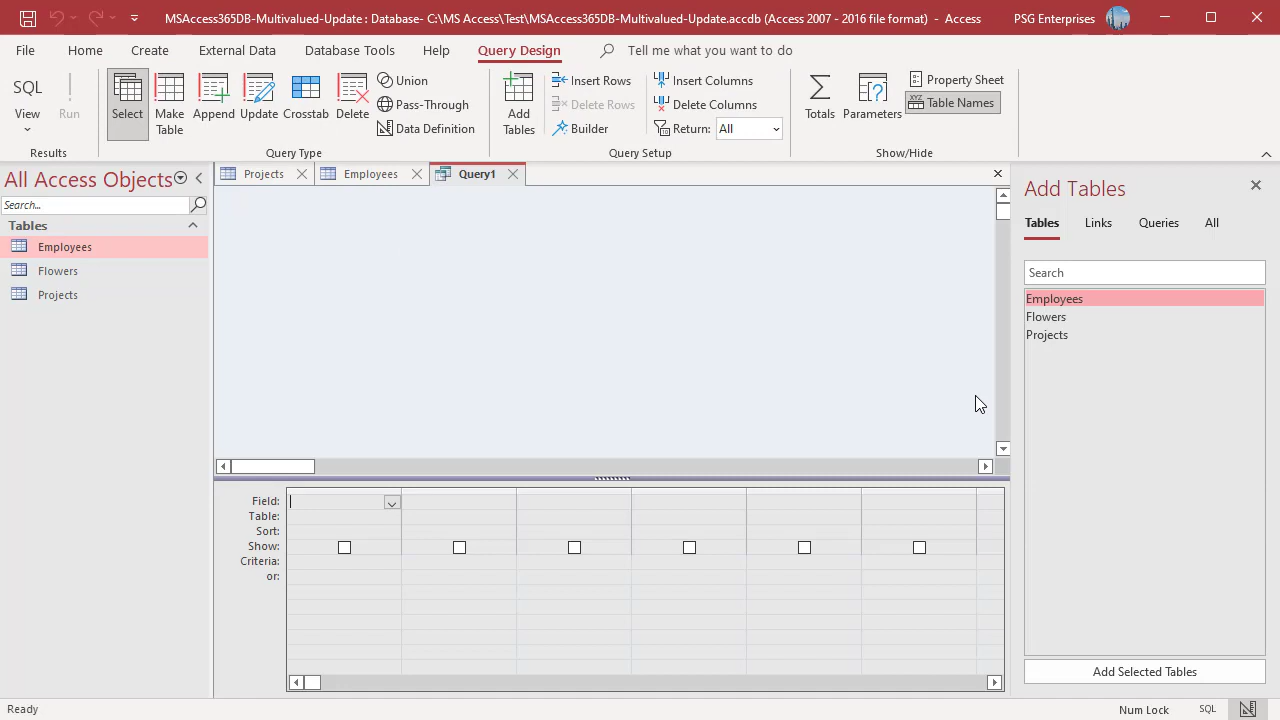 MSAccess365DB-Multivalued-Update : Database- C:\MS Access\Test\MSAccess365DB-Multivalued-Update.accdb (Access 2007 - 2016 file format) - Access
PSG Enterprises
File
Home
Create
External Data
Database Tools
Help
Query Design
Tell me what you want to do
SQL
View
Run
Select
Make Table
Append
Update
Crosstab
Delete
Union
Pass-Through
Data Definition
Add Tables
Insert Rows
Delete Rows
Builder
Insert Columns
Delete Columns
Return: All
Totals
Parameters
Property Sheet
Table Names
Results
Query Type
Query Setup
Show/Hide
All Access Objects
Search...
Tables
Employees
Flowers
Projects
Projects
Employees
Query1
Field:
Table:
Sort:
Show:
Criteria:
or:
Add Tables
Tables
Links
Queries
All
Search
Employees
Flowers
Projects
Add Selected Tables
Ready
Num Lock
SQL